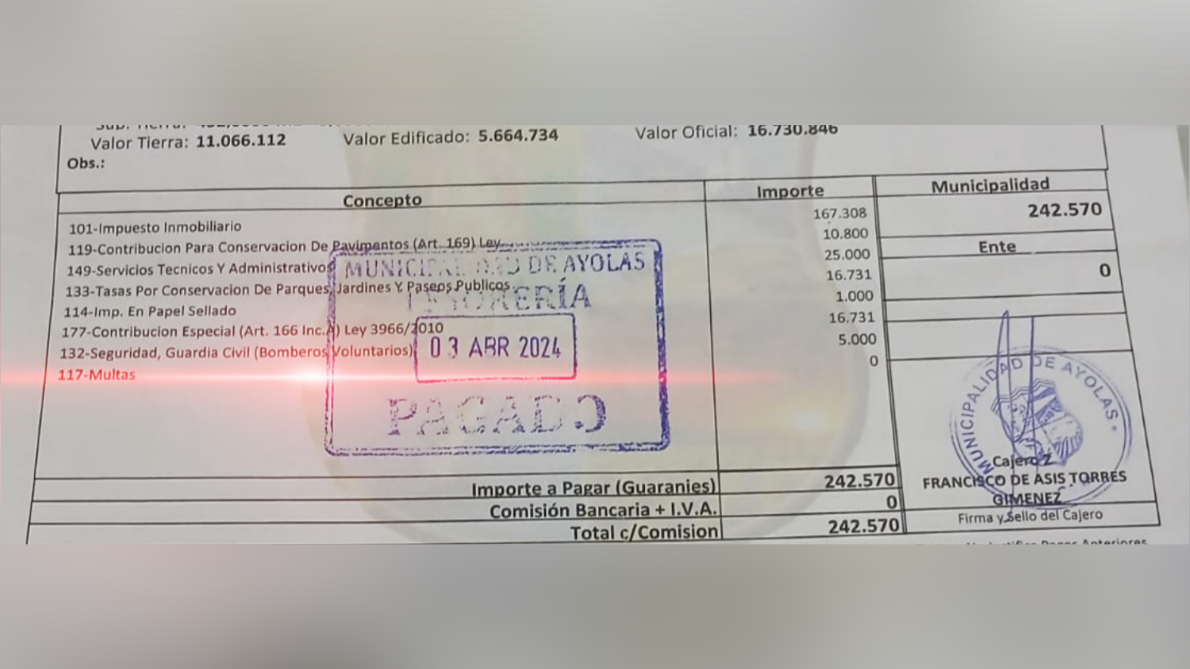 Valor Tierra: 11.066.112 Valor Edificado: 5.664.734 Valor Oficial: 16.730.846
Obs.:
Concepto Importe Municipalidad
101-Impuesto Inmobiliario 167.308 242.570
119-Contribucion Para Conservacion De Pavimentos (Art. 169) Ley 10.800
Ente
149-Servicios Tecnicos Y Administrativos 25.000
0
133-Tasas Por Conservacion De Parques, Jardines Y Paseos Publicos 16.731
114-Imp. En Papel Sellado 1.000
177-Contribucion Especial (Art. 166 Inc.A) Ley 3966/2010 16.731
132-Seguridad, Guardia Civil (Bomberos Voluntarios) 5.000
117-Multas 0
MUNICIPALIDAD DE AYOLAS
TESORERÍA
03 ABR 2024
PAGADO
MUNICIPALIDAD DE AYOLAS
Cajero 2
FRANCISCO DE ASIS TORRES
GIMENEZ
Firma y Sello del Cajero
Importe a Pagar (Guaranies) 242.570
Comisión Bancaria + I.V.A. 0
Total c/Comision 242.570
Pagos Anteriores